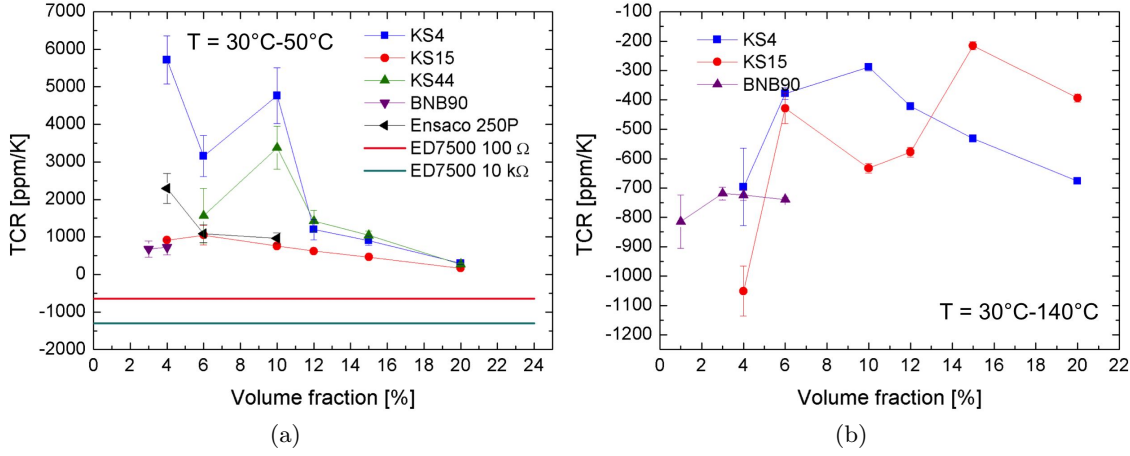 7000
6000
5000
4000
3000
2000
1000
0
-1000
-2000
TCR [ppm/K]
T = 30°C-50°C
KS4
KS15
KS44
BNB90
Ensaco 250P
ED7500 100 Ω
ED7500 10 kΩ
0 2 4 6 8 10 12 14 16 18 20 22 24
Volume fraction [%]
(a)
-100
-200
-300
-400
-500
-600
-700
-800
-900
-1000
-1100
-1200
TCR [ppm/K]
KS4
KS15
BNB90
T = 30°C-140°C
0 2 4 6 8 10 12 14 16 18 20 22
Volume fraction [%]
(b)